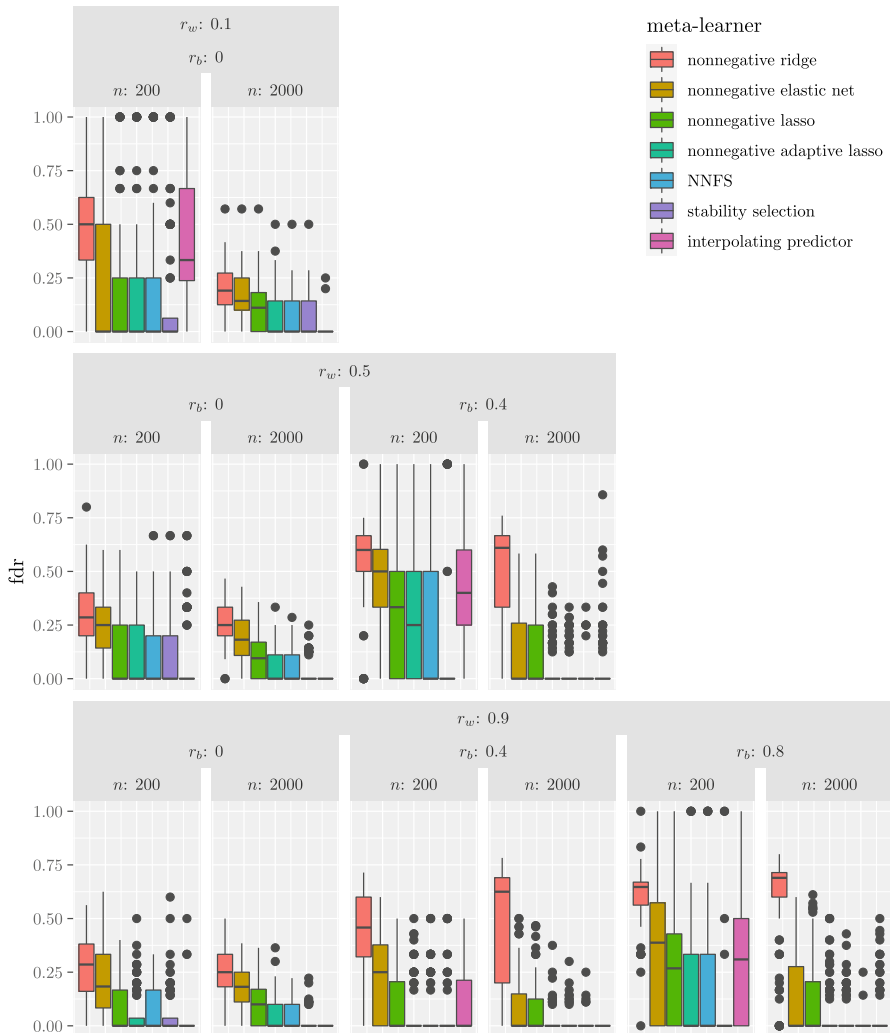 r_w: 0.1
r_b: 0
n: 200 n: 2000
1.00
0.75
0.50
0.25
0.00
meta-learner
nonnegative ridge
nonnegative elastic net
nonnegative lasso
nonnegative adaptive lasso
NNFS
stability selection
interpolating predictor
r_w: 0.5
r_b: 0 r_b: 0.4
n: 200 n: 2000 n: 200 n: 2000
1.00
0.75
0.50
0.25
0.00
fdr
r_w: 0.9
r_b: 0 r_b: 0.4 r_b: 0.8
n: 200 n: 2000 n: 200 n: 2000 n: 200 n: 2000
1.00
0.75
0.50
0.25
0.00